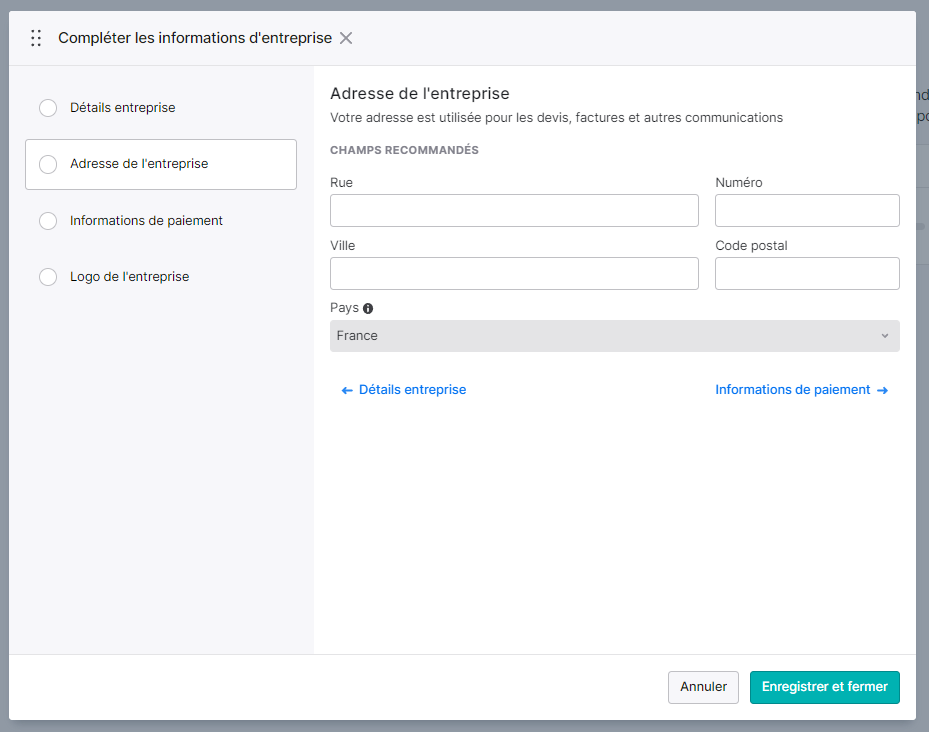 Compléter les informations d'entreprise
Détails entreprise
Adresse de l'entreprise
Informations de paiement
Logo de l'entreprise
Adresse de l'entreprise
Votre adresse est utilisée pour les devis, factures et autres communications
CHAMPS RECOMMANDÉS
Rue
Numéro
Ville
Code postal
Pays
France
← Détails entreprise
Informations de paiement →
Annuler
Enregistrer et fermer